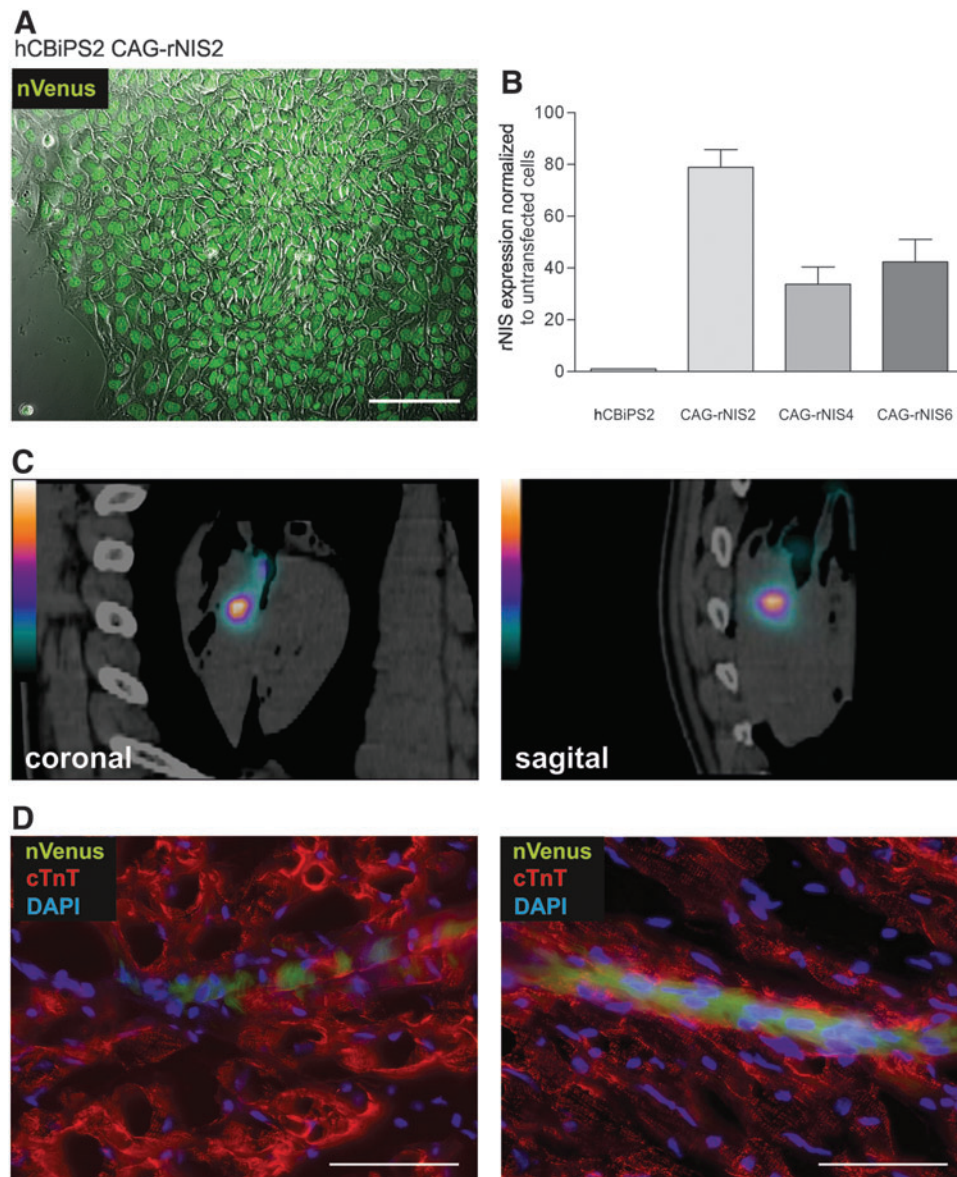 A
hCBiPS2 CAG-rNIS2
nVenus
B
rNIS expression normalized
to untransfected cells
100
80
60
40
20
0
hCBiPS2
CAG-rNIS2
CAG-rNIS4
CAG-rNIS6
C
coronal
sagital
D
nVenus
cTnT
DAPI
nVenus
cTnT
DAPI